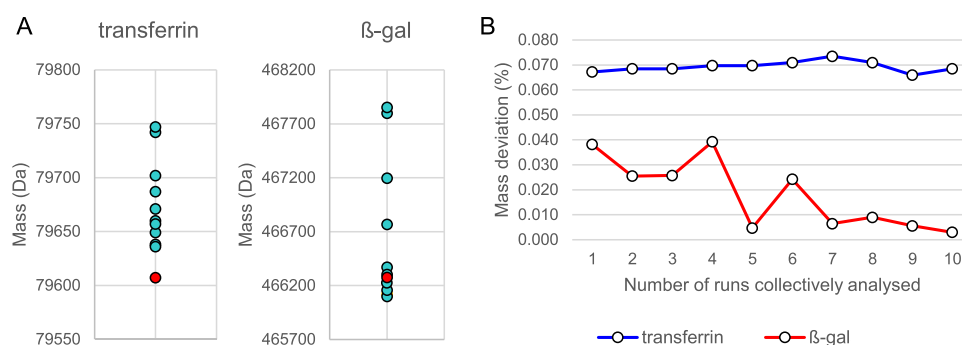 A
transferrin
ß-gal
Mass (Da)
79800
79750
79700
79650
79600
79550
Mass (Da)
468200
467700
467200
466700
466200
465700
B
Mass deviation (%)
0.080
0.070
0.060
0.050
0.040
0.030
0.020
0.010
0.000
1 2 3 4 5 6 7 8 9 10
Number of runs collectively analysed
transferrin ß-gal